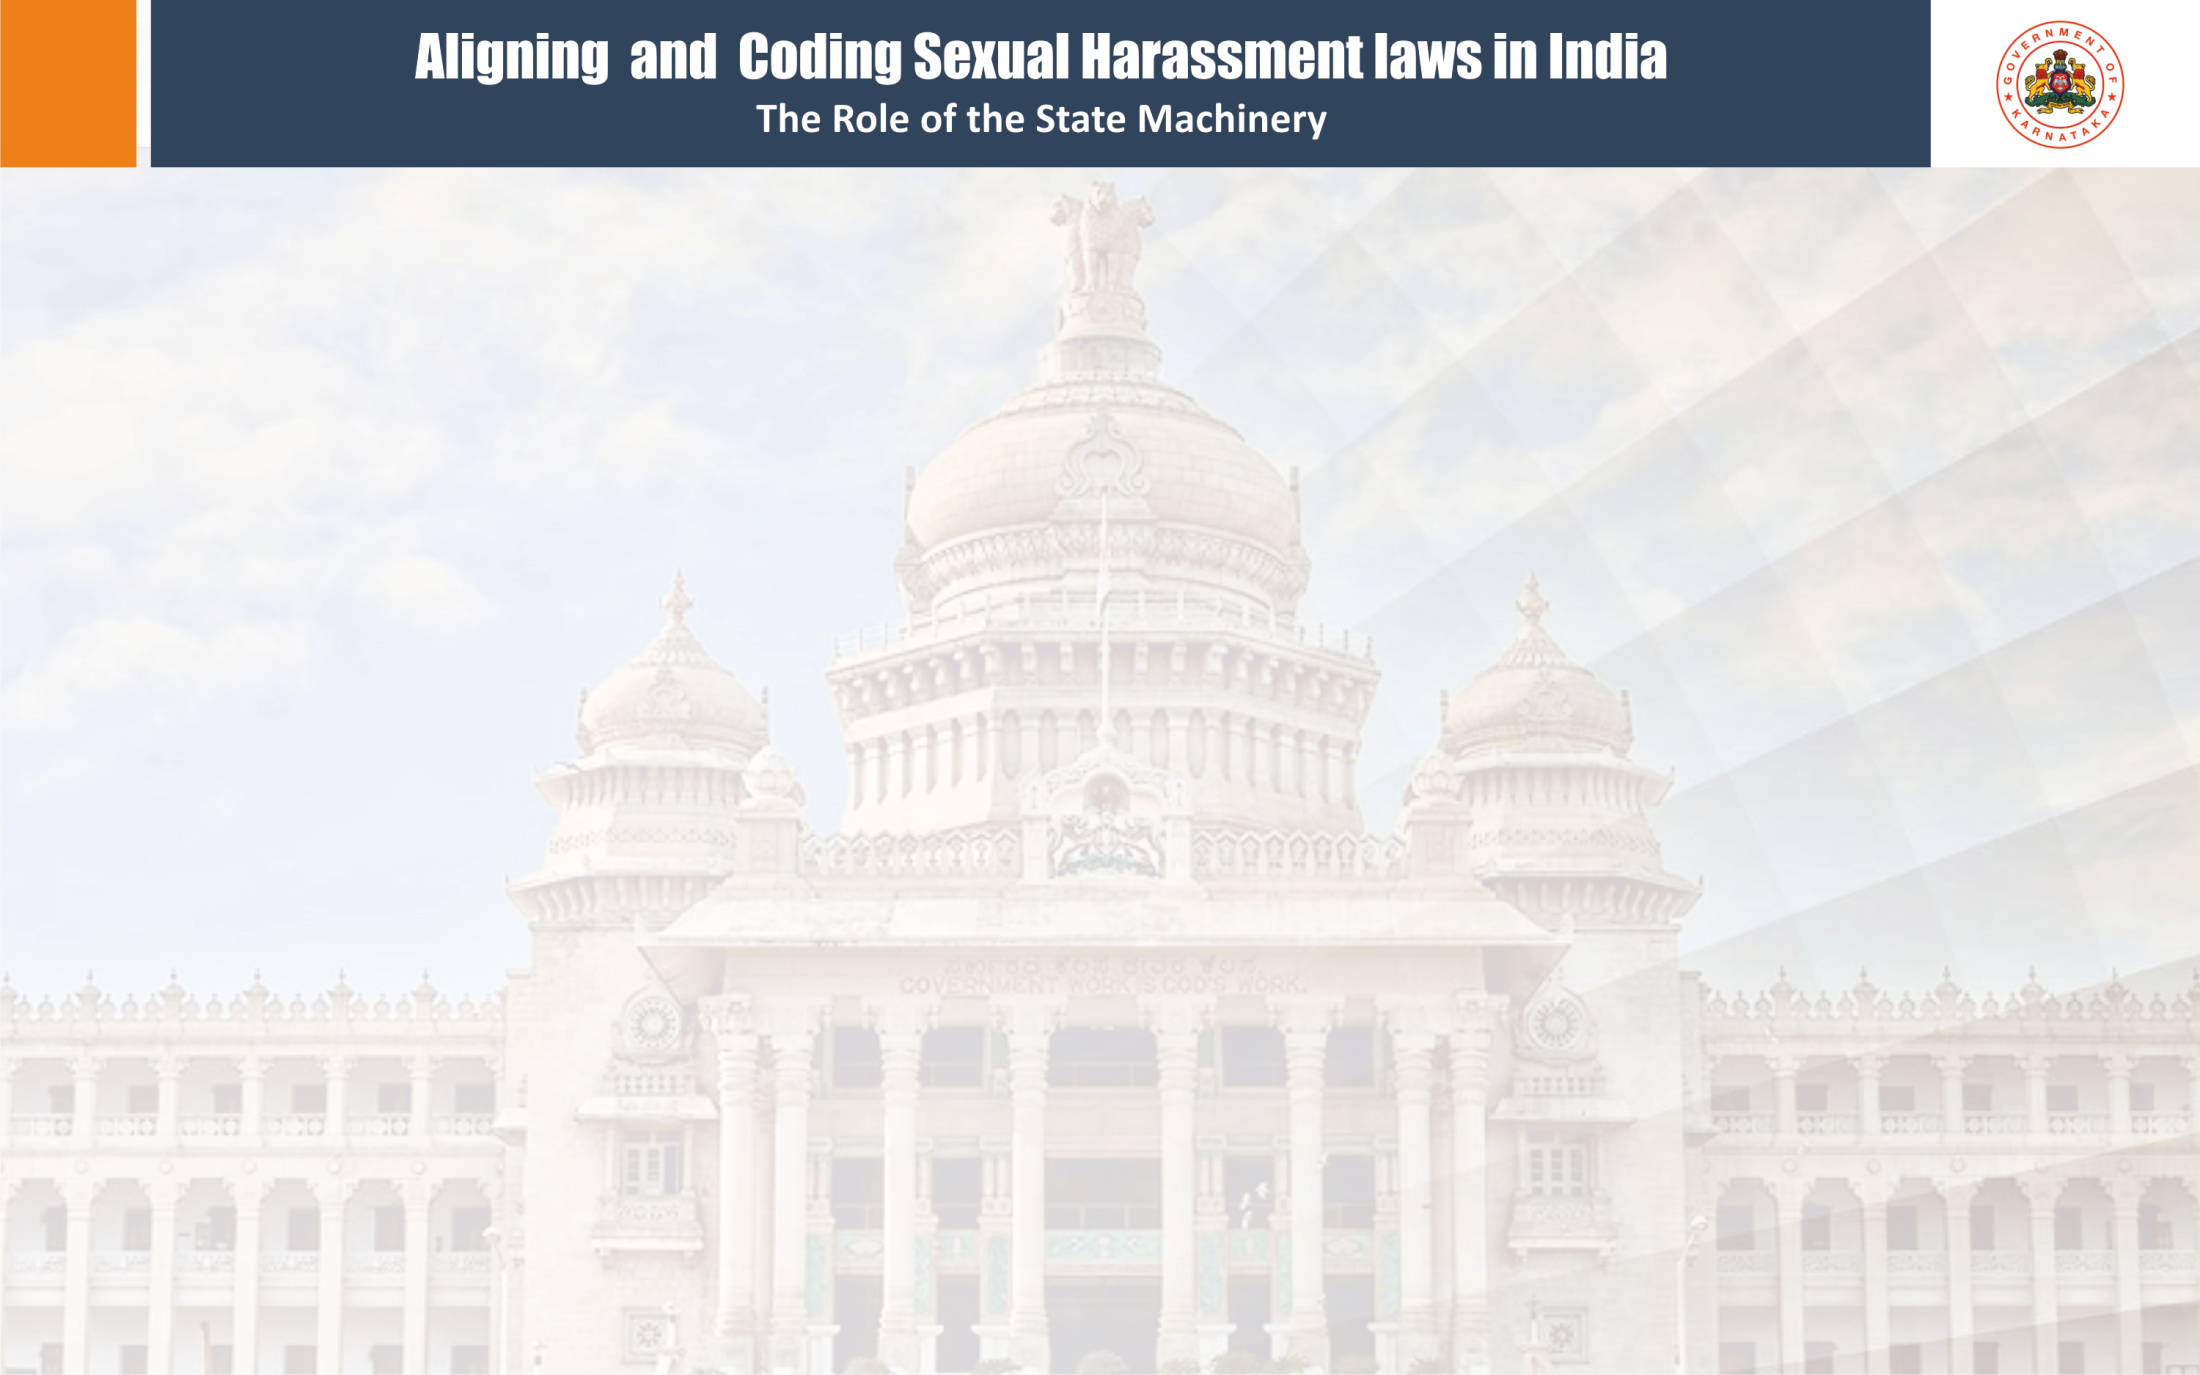 Aligning and Coding Sexual Harassment laws in India
The Role of the State Machinery
GOVERNMENT OF
KARNATAKA
GOVERNMENT WORK IS GOD'S WORK.